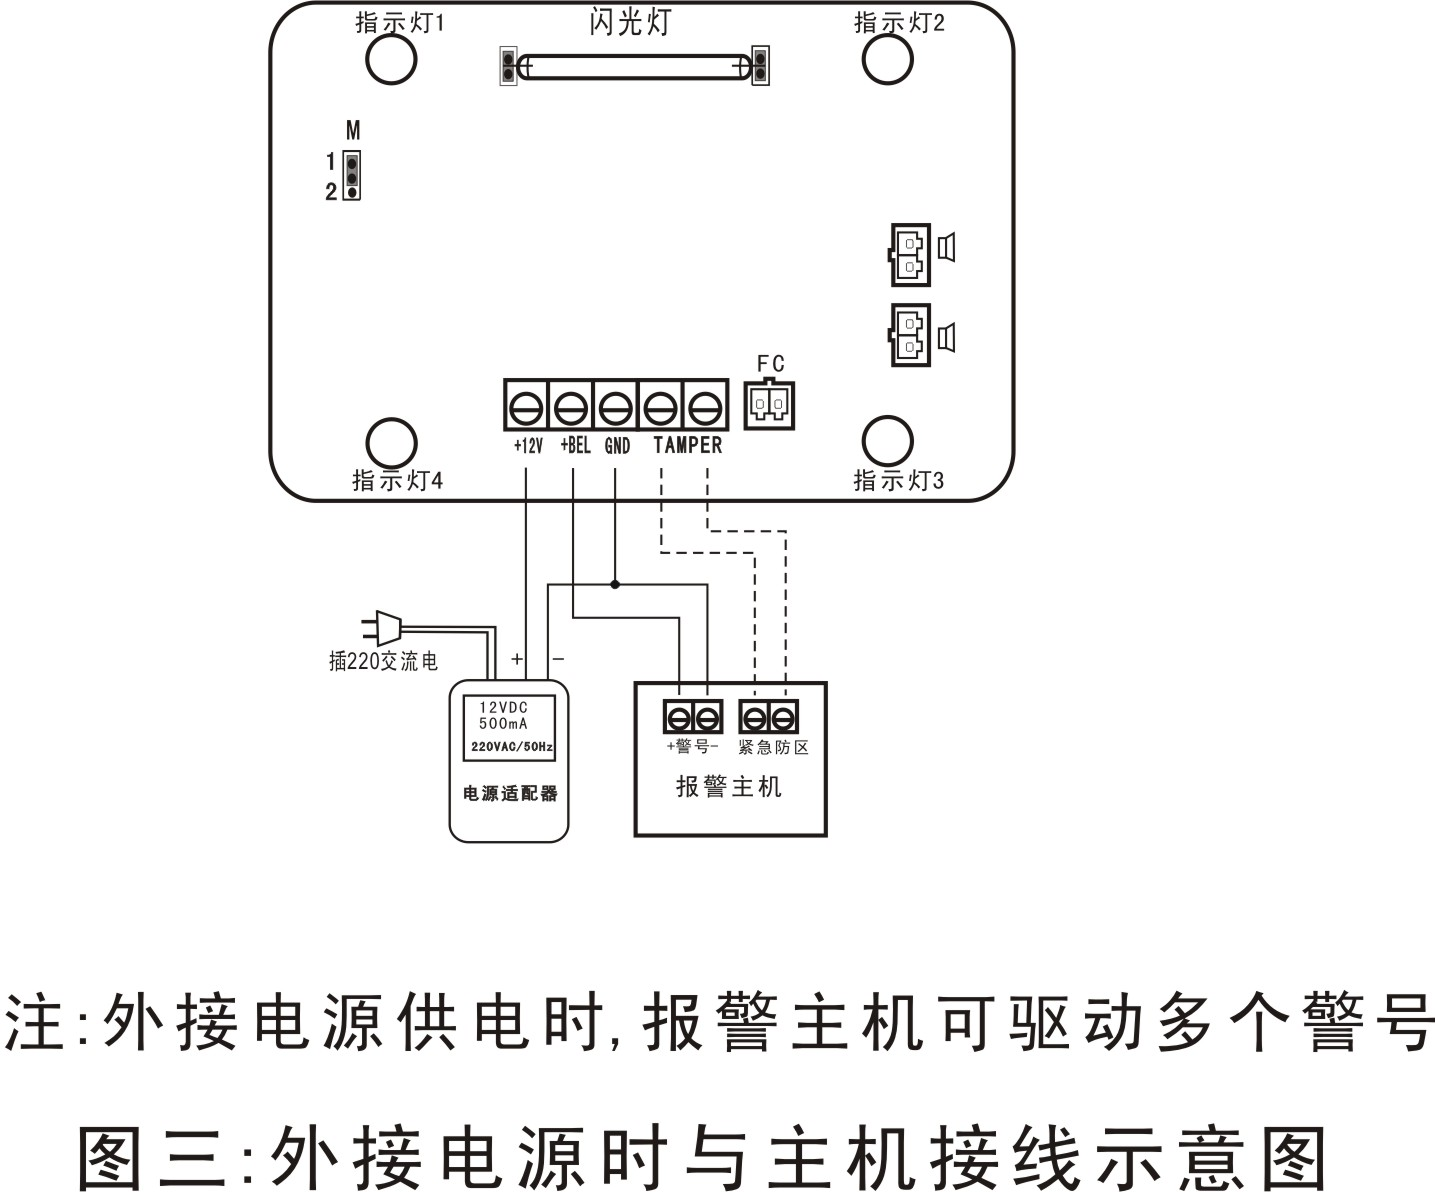 指示灯1
闪光灯
指示灯2
M
1
2
FC
+12V +BEL GND TAMPER
指示灯4
指示灯3
插220交流电
+ −
12VDC
500mA
220VAC/50Hz
电源适配器
+警号− 紧急防区
报警主机
注:外接电源供电时,报警主机可驱动多个警号
图三:外接电源时与主机接线示意图